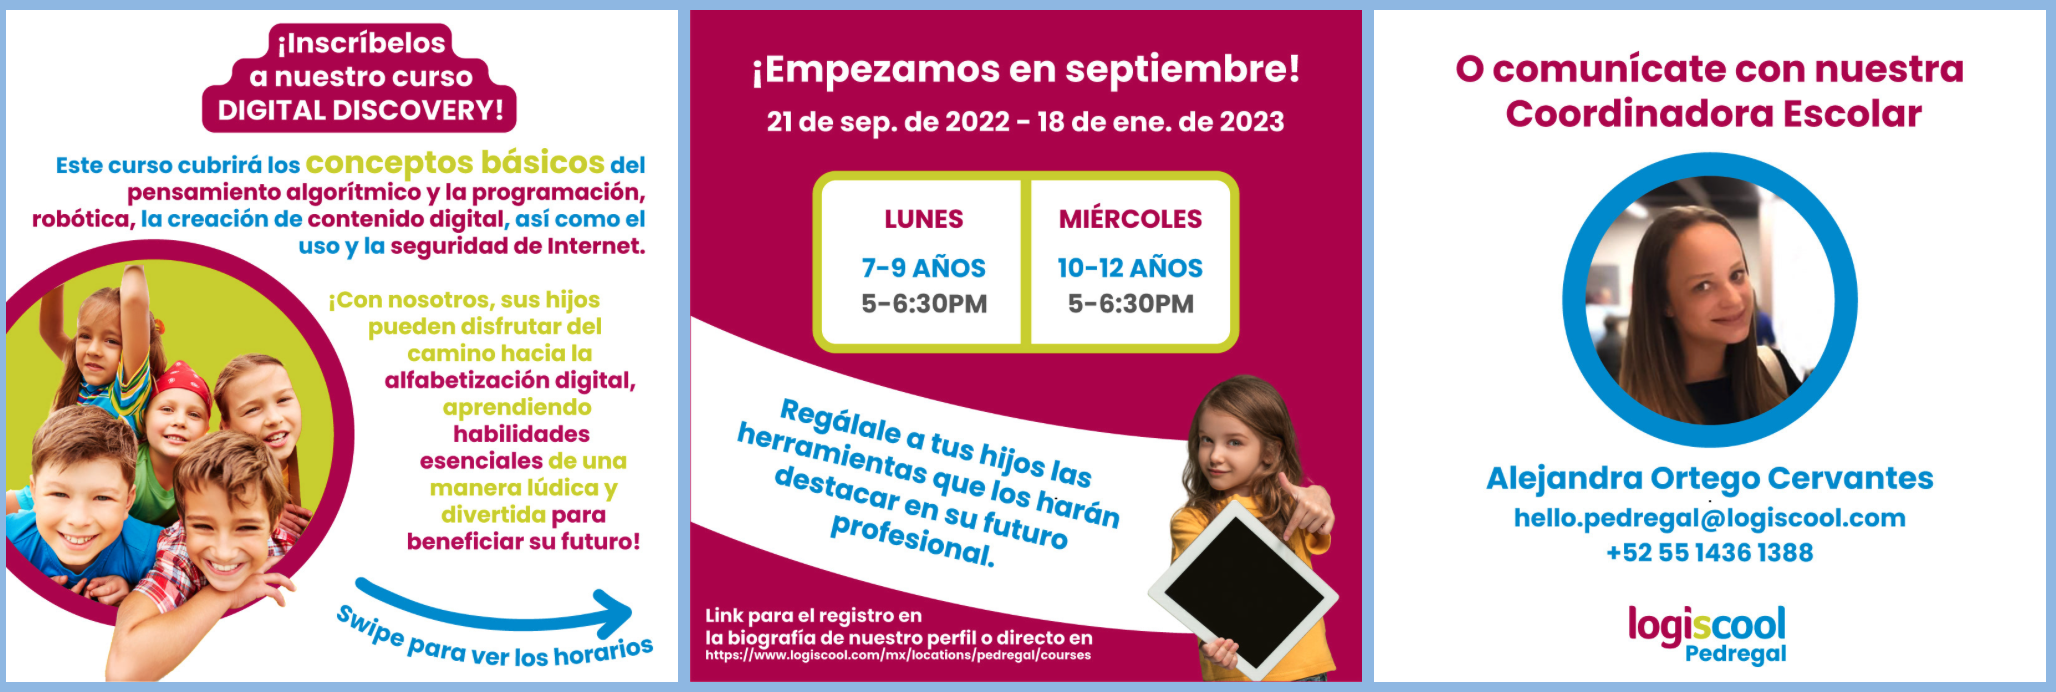 ¡Inscríbelos
a nuestro curso
DIGITAL DISCOVERY!
Este curso cubrirá los conceptos básicos del
pensamiento algorítmico y la programación,
robótica, la creación de contenido digital, así como el
uso y la seguridad de Internet.
¡Con nosotros, sus hijos
pueden disfrutar del
camino hacia la
alfabetización digital,
aprendiendo
habilidades
esenciales de una
manera lúdica y
divertida para
beneficiar su futuro!
Swipe para ver los horarios
¡Empezamos en septiembre!
21 de sep. de 2022 - 18 de ene. de 2023
LUNES
7-9 AÑOS
5-6:30PM
MIÉRCOLES
10-12 AÑOS
5-6:30PM
Regálale a tus hijos las
herramientas que los harán
destacar en su futuro
profesional.
Link para el registro en
la biografía de nuestro perfil o directo en
https://www.logiscool.com/mx/locations/pedregal/courses
O comunícate con nuestra
Coordinadora Escolar
Alejandra Ortego Cervantes
hello.pedregal@logiscool.com
+52 55 1436 1388
logiscool
Pedregal